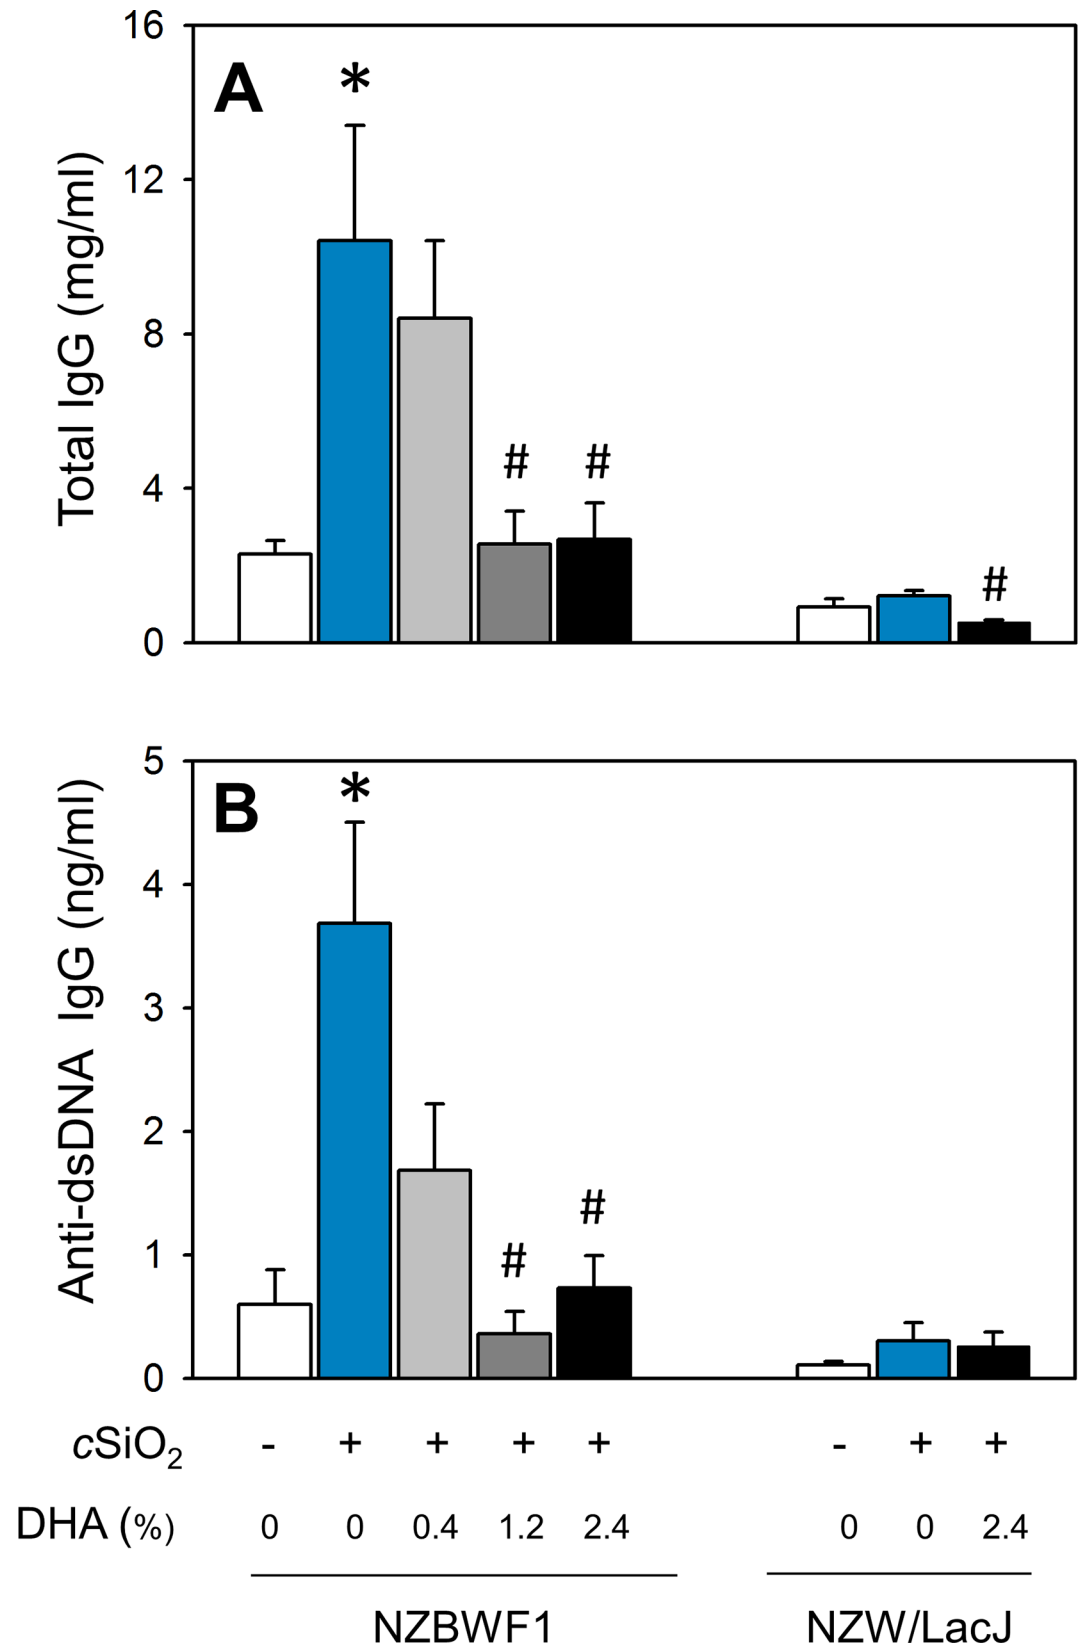 16
A
*
12
Total IgG (mg/ml)
8
# #
4
#
0
5
B
*
4
Anti-dsDNA IgG (ng/ml)
3
2
#
1
#
0
cSiO₂ - + + + + - + +
DHA (%) 0 0 0.4 1.2 2.4 0 0 2.4
NZBWF1 NZW/LacJ